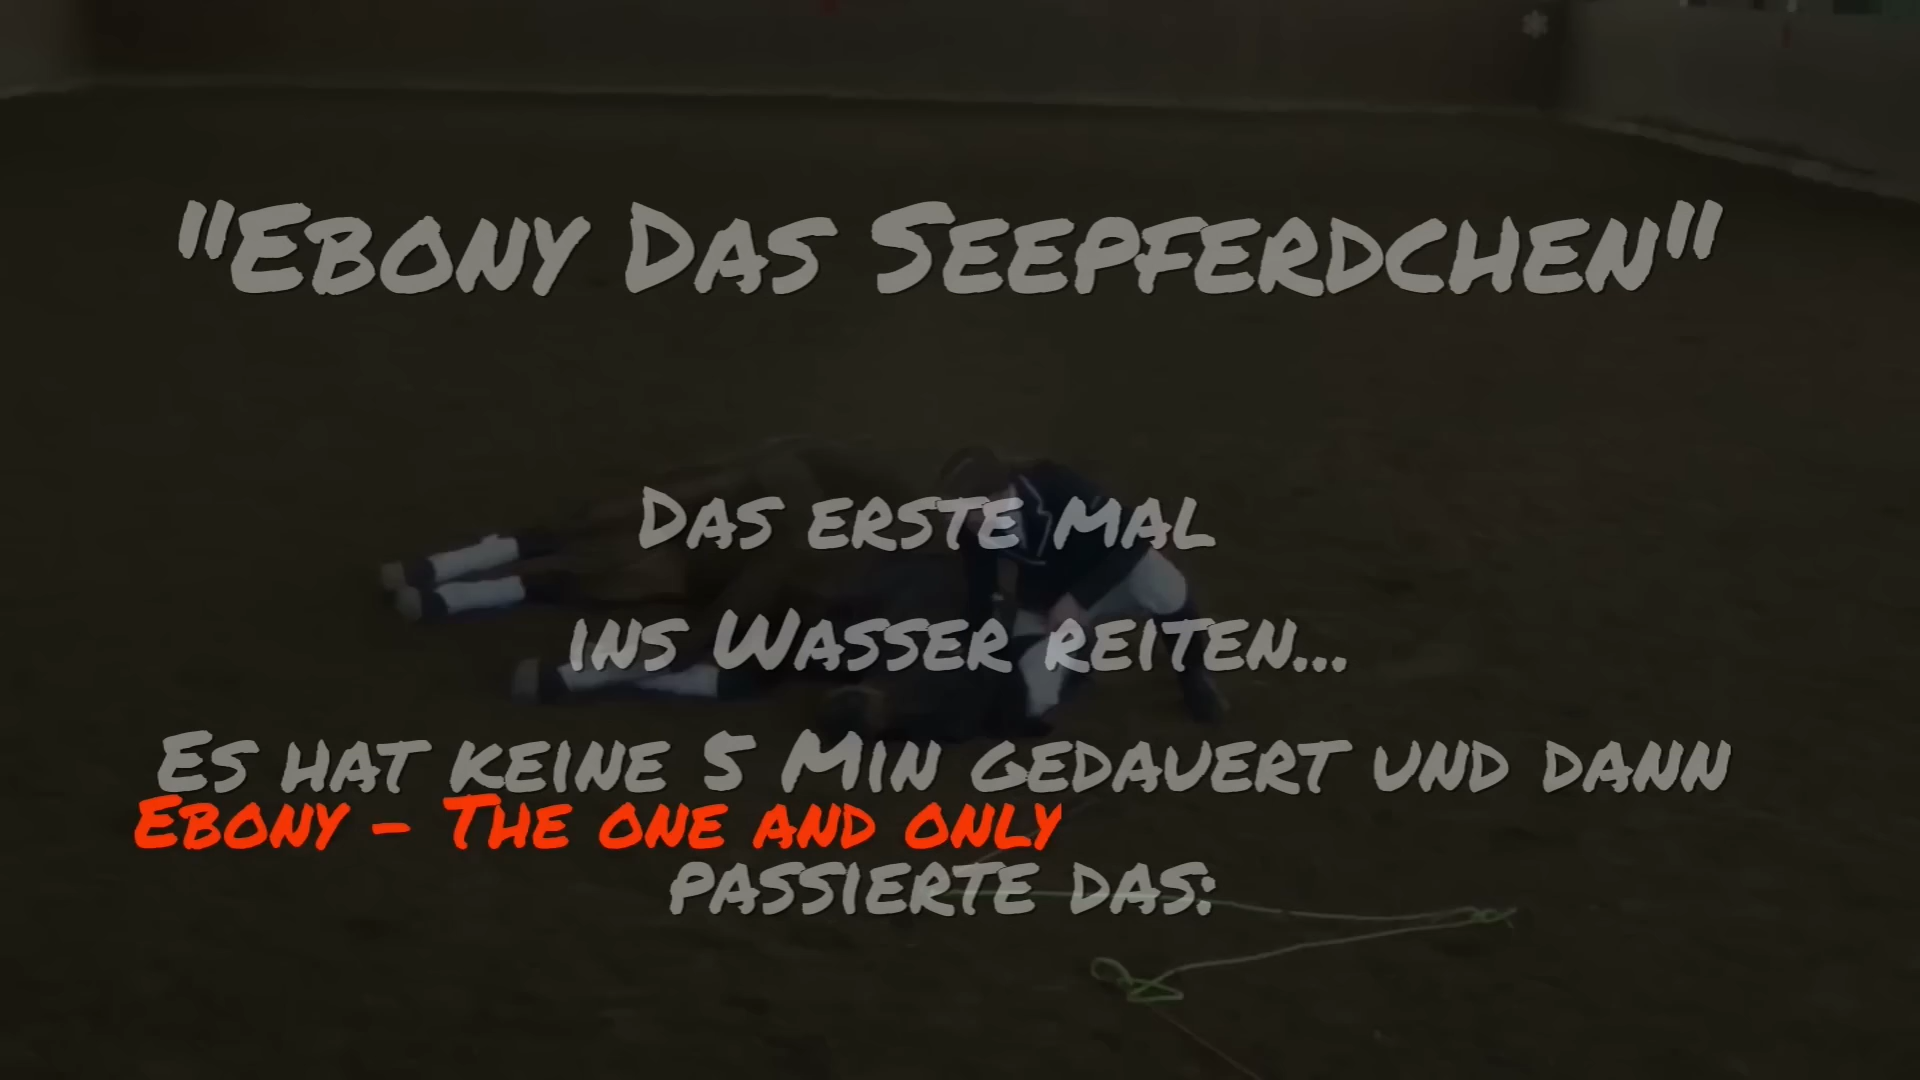 "Ebony Das Seepferdchen"
Das erste mal
ins Wasser reiten...
Es hat keine 5 Min gedauert und dann
Ebony - The one and only
passierte das: